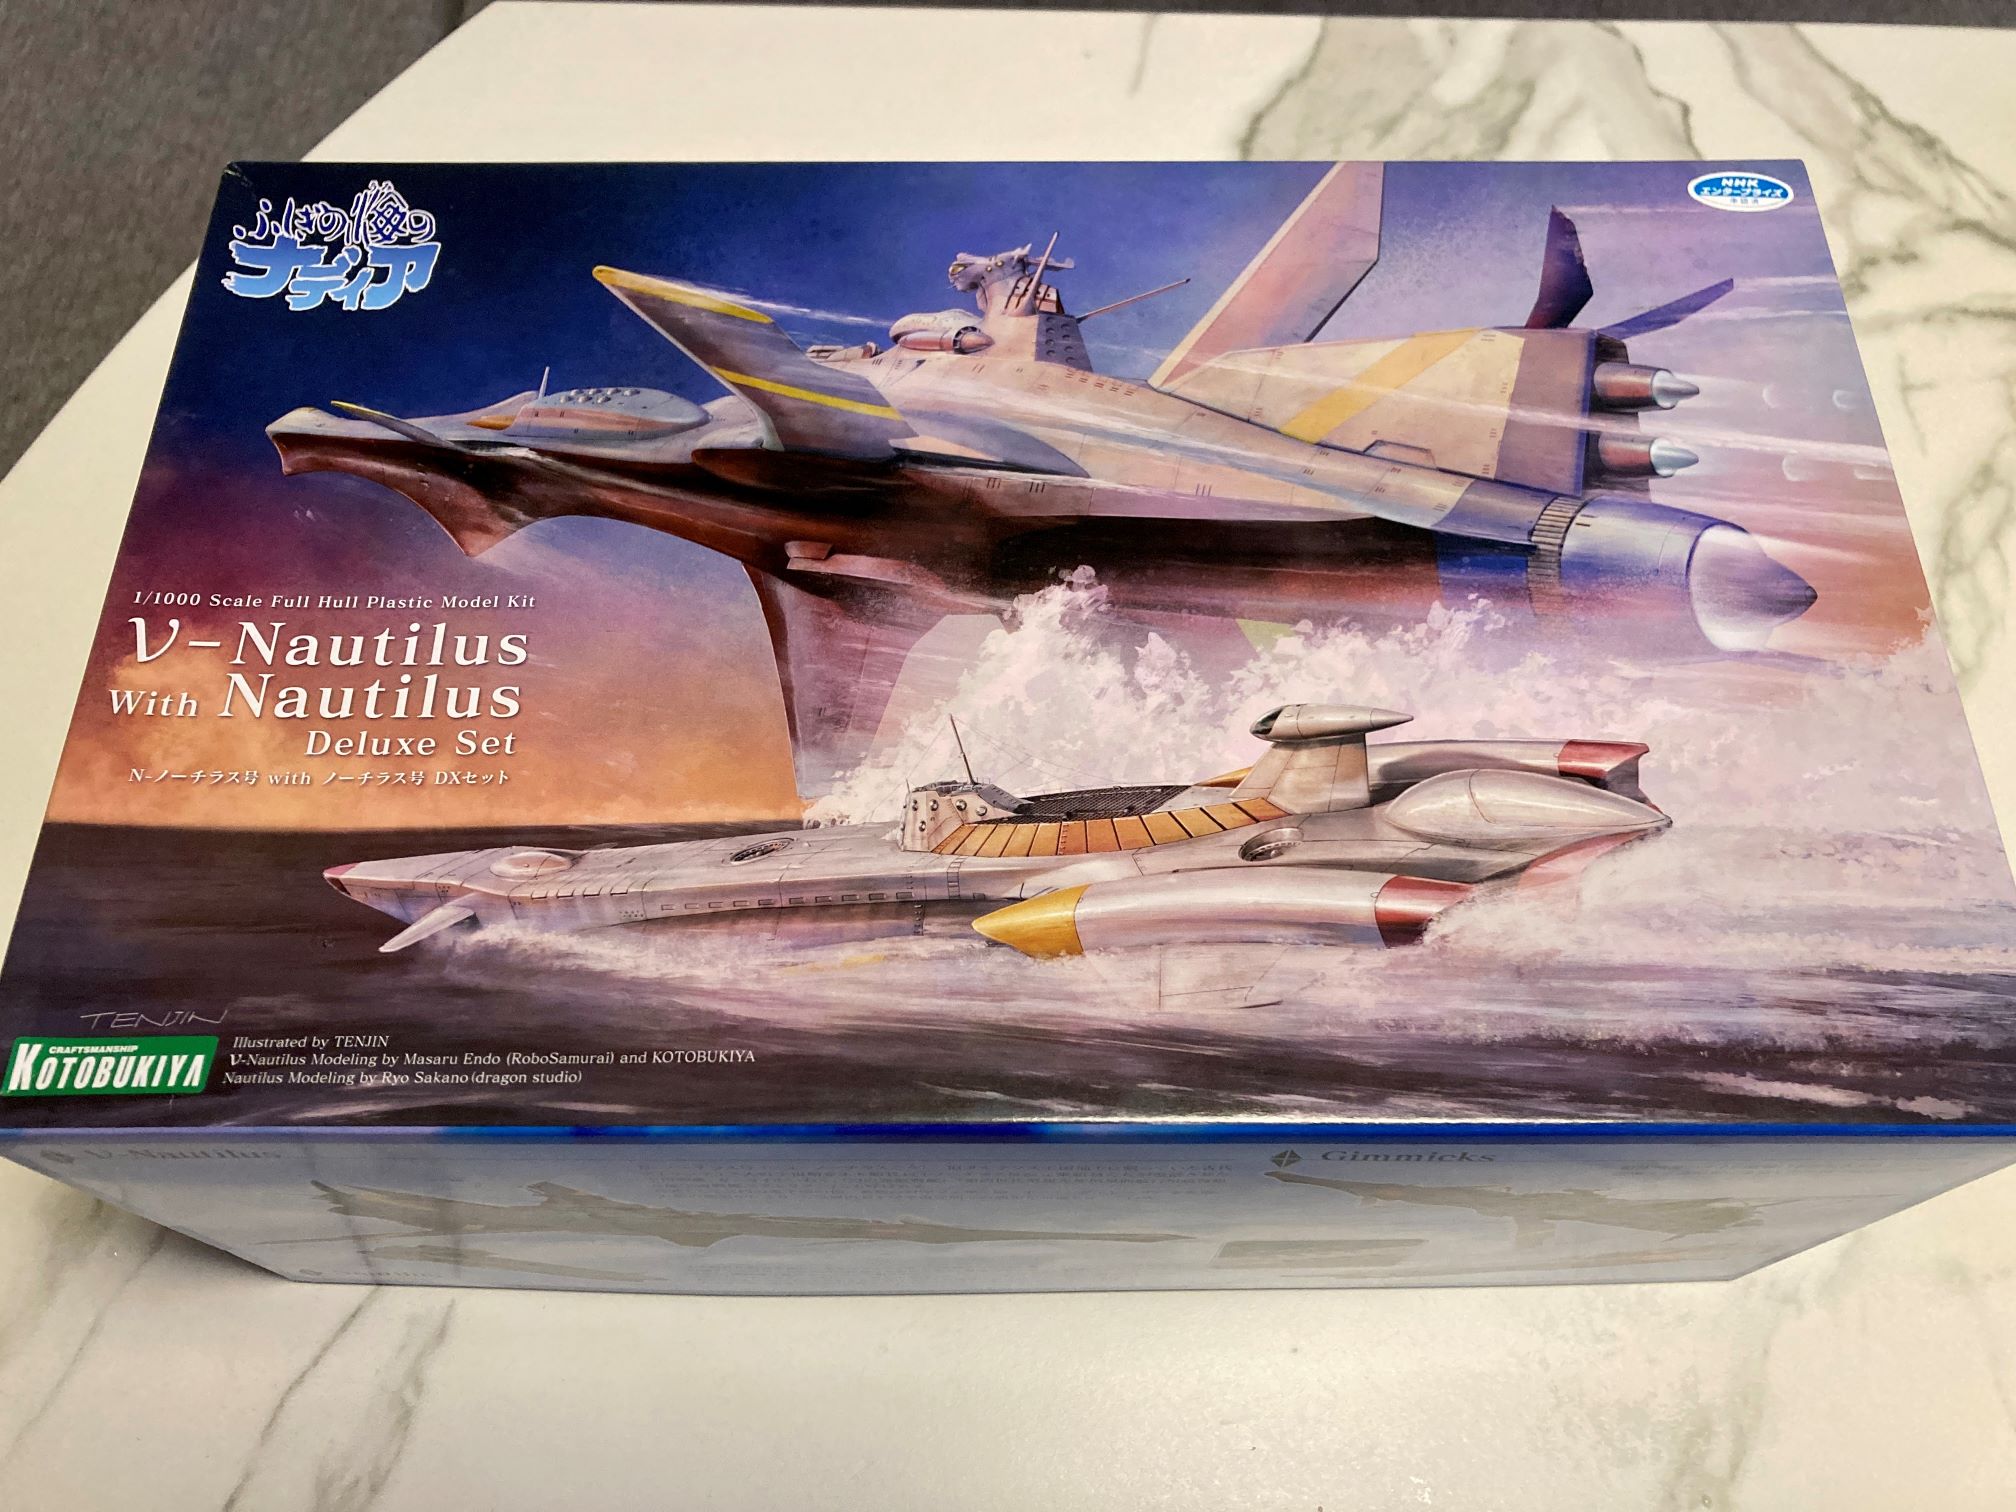 ふしぎの海の
ナディア
NHK
エンタープライズ
承認済
1/1000 Scale Full Hull Plastic Model Kit
ν-Nautilus
With Nautilus
Deluxe Set
N-ノーチラス号 with ノーチラス号 DXセット
TENJIN
CRAFTSMANSHIP
KOTOBUKIYA
Illustrated by TENJIN
ν-Nautilus Modeling by Masaru Endo (RoboSamurai) and KOTOBUKIYA
Nautilus Modeling by Ryo Sakano (dragon studio)
ν-Nautilus
Gimmicks